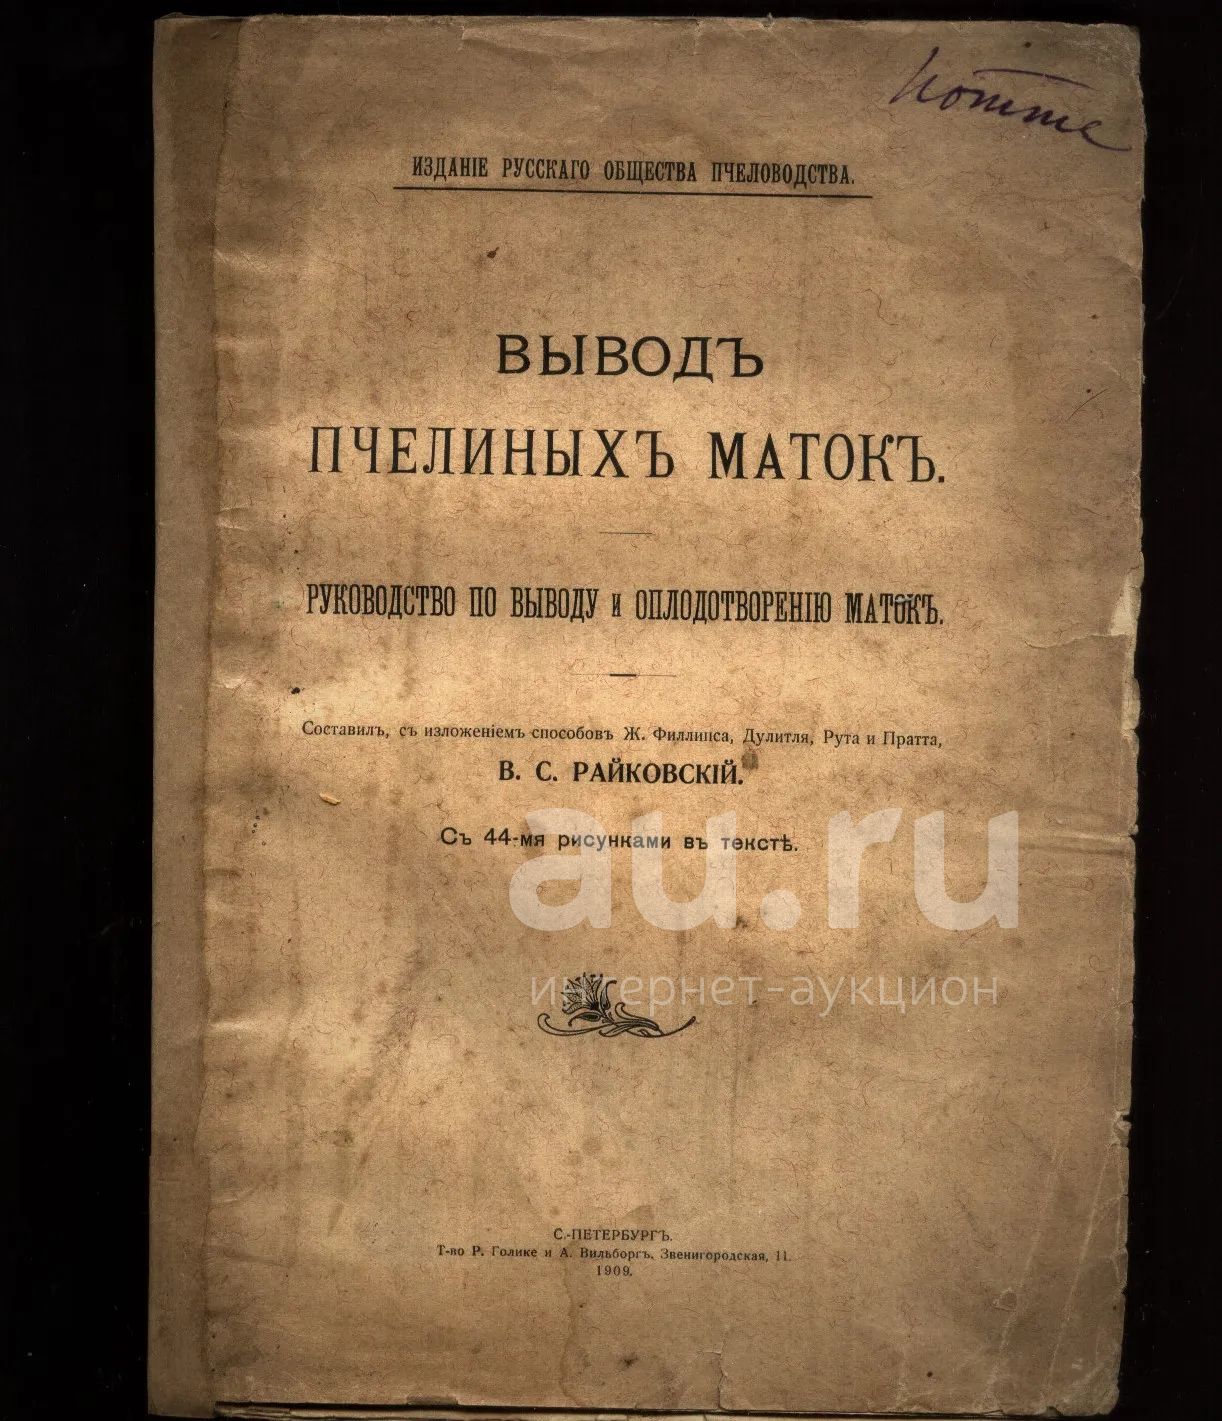 ИЗДАНІЕ РУССКАГО ОБЩЕСТВА ПЧЕЛОВОДСТВА.
ВЫВОДЪ
ПЧЕЛИНЫХЪ МАТОКЪ.
РУКОВОДСТВО ПО ВЫВОДУ И ОПЛОДОТВОРЕНІЮ МАТОКЪ.
Составилъ, съ изложеніемъ способовъ Ж. Филлипса, Дулитля, Рута и Пратта,
В. С. РАЙКОВСКІЙ.
Съ 44-мя рисунками въ текстѣ.
au.ru
интернет-аукцион
С.-ПЕТЕРБУРГЪ.
Т-во Р. Голике и А. Вильборгъ, Звенигородская, 11.
1909.